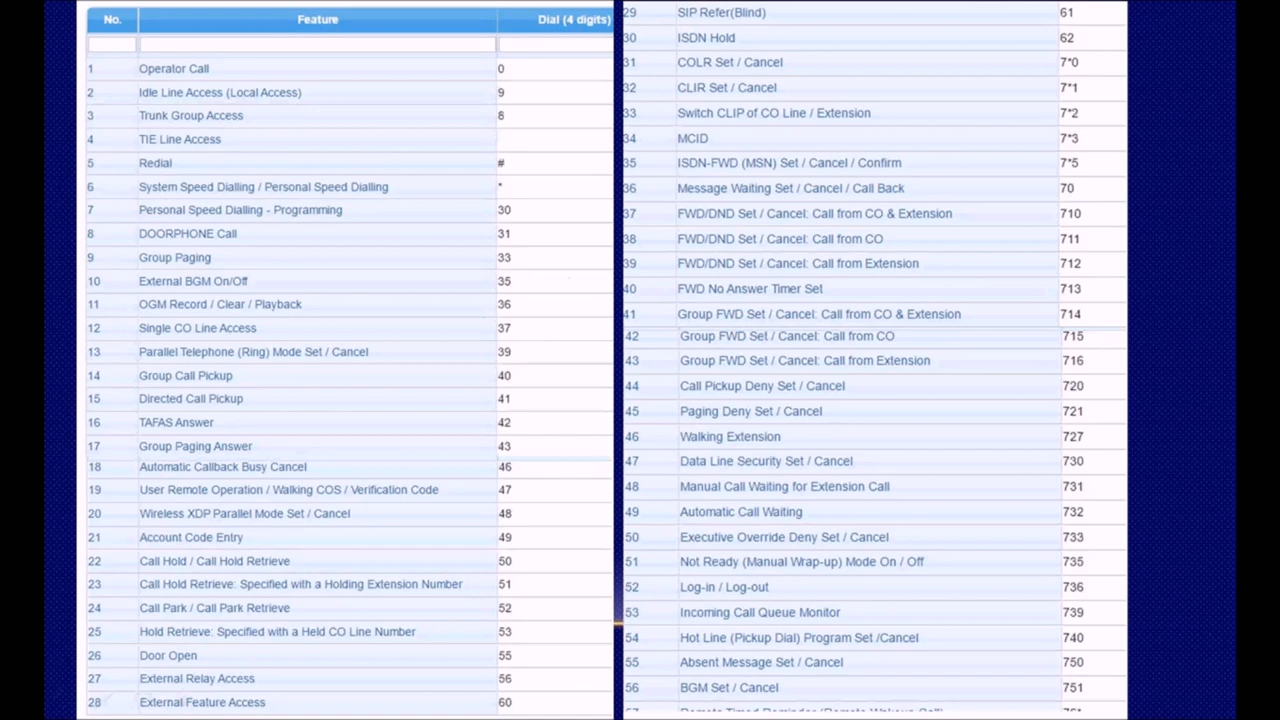 No. Feature Dial (4 digits)
1 Operator Call 0
2 Idle Line Access (Local Access) 9
3 Trunk Group Access 8
4 TIE Line Access
5 Redial #
6 System Speed Dialling / Personal Speed Dialling *
7 Personal Speed Dialling - Programming 30
8 DOORPHONE Call 31
9 Group Paging 33
10 External BGM On/Off 35
11 OGM Record / Clear / Playback 36
12 Single CO Line Access 37
13 Parallel Telephone (Ring) Mode Set / Cancel 39
14 Group Call Pickup 40
15 Directed Call Pickup 41
16 TAFAS Answer 42
17 Group Paging Answer 43
18 Automatic Callback Busy Cancel 46
19 User Remote Operation / Walking COS / Verification Code 47
20 Wireless XDP Parallel Mode Set / Cancel 48
21 Account Code Entry 49
22 Call Hold / Call Hold Retrieve 50
23 Call Hold Retrieve: Specified with a Holding Extension Number 51
24 Call Park / Call Park Retrieve 52
25 Hold Retrieve: Specified with a Held CO Line Number 53
26 Door Open 55
27 External Relay Access 56
28 External Feature Access 60
29 SIP Refer(Blind) 61
30 ISDN Hold 62
31 COLR Set / Cancel 7*0
32 CLIR Set / Cancel 7*1
33 Switch CLIP of CO Line / Extension 7*2
34 MCID 7*3
35 ISDN-FWD (MSN) Set / Cancel / Confirm 7*5
36 Message Waiting Set / Cancel / Call Back 70
37 FWD/DND Set / Cancel: Call from CO & Extension 710
38 FWD/DND Set / Cancel: Call from CO 711
39 FWD/DND Set / Cancel: Call from Extension 712
40 FWD No Answer Timer Set 713
41 Group FWD Set / Cancel: Call from CO & Extension 714
42 Group FWD Set / Cancel: Call from CO 715
43 Group FWD Set / Cancel: Call from Extension 716
44 Call Pickup Deny Set / Cancel 720
45 Paging Deny Set / Cancel 721
46 Walking Extension 727
47 Data Line Security Set / Cancel 730
48 Manual Call Waiting for Extension Call 731
49 Automatic Call Waiting 732
50 Executive Override Deny Set / Cancel 733
51 Not Ready (Manual Wrap-up) Mode On / Off 735
52 Log-in / Log-out 736
53 Incoming Call Queue Monitor 739
54 Hot Line (Pickup Dial) Program Set /Cancel 740
55 Absent Message Set / Cancel 750
56 BGM Set / Cancel 751